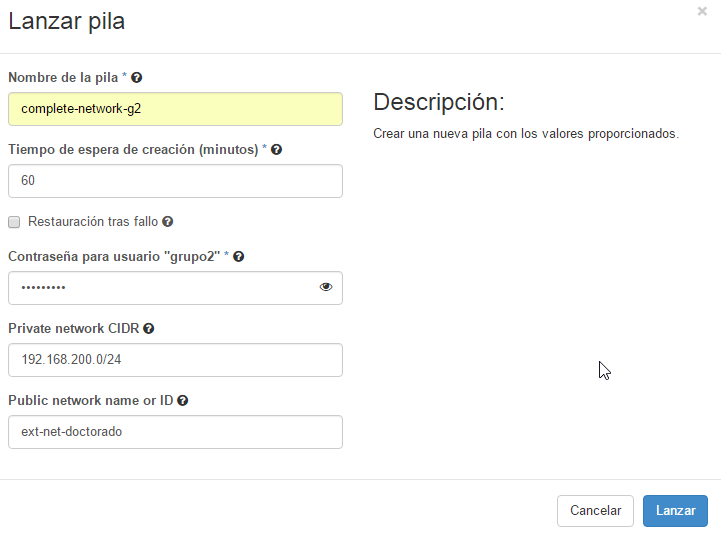 Lanzar pila
×
Nombre de la pila *
complete-network-g2
Tiempo de espera de creación (minutos) *
60
Restauración tras fallo
Contraseña para usuario "grupo2" *
•••••••••
Private network CIDR
192.168.200.0/24
Public network name or ID
ext-net-doctorado
Descripción:
Crear una nueva pila con los valores proporcionados.
Cancelar
Lanzar